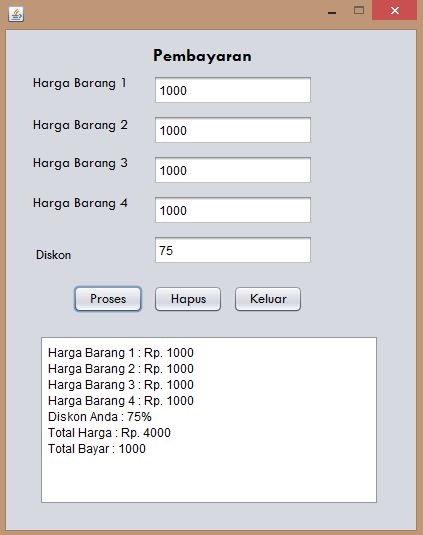 Pembayaran
Harga Barang 1 1000
Harga Barang 2 1000
Harga Barang 3 1000
Harga Barang 4 1000
Diskon 75
Proses Hapus Keluar
Harga Barang 1 : Rp. 1000
Harga Barang 2 : Rp. 1000
Harga Barang 3 : Rp. 1000
Harga Barang 4 : Rp. 1000
Diskon Anda : 75%
Total Harga : Rp. 4000
Total Bayar : 1000